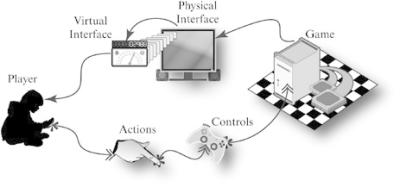 Physical
Interface
Virtual
Interface
Game
Player
Controls
Actions